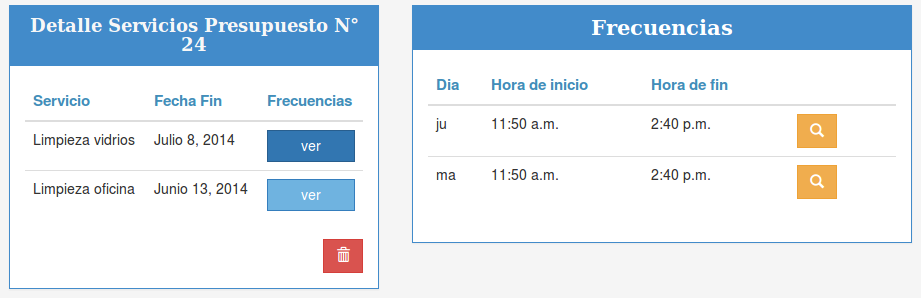 Detalle Servicios Presupuesto N°
24
Servicio Fecha Fin Frecuencias
Limpieza vidrios Julio 8, 2014 ver
Limpieza oficina Junio 13, 2014 ver
Frecuencias
Dia Hora de inicio Hora de fin
ju 11:50 a.m. 2:40 p.m.
ma 11:50 a.m. 2:40 p.m.